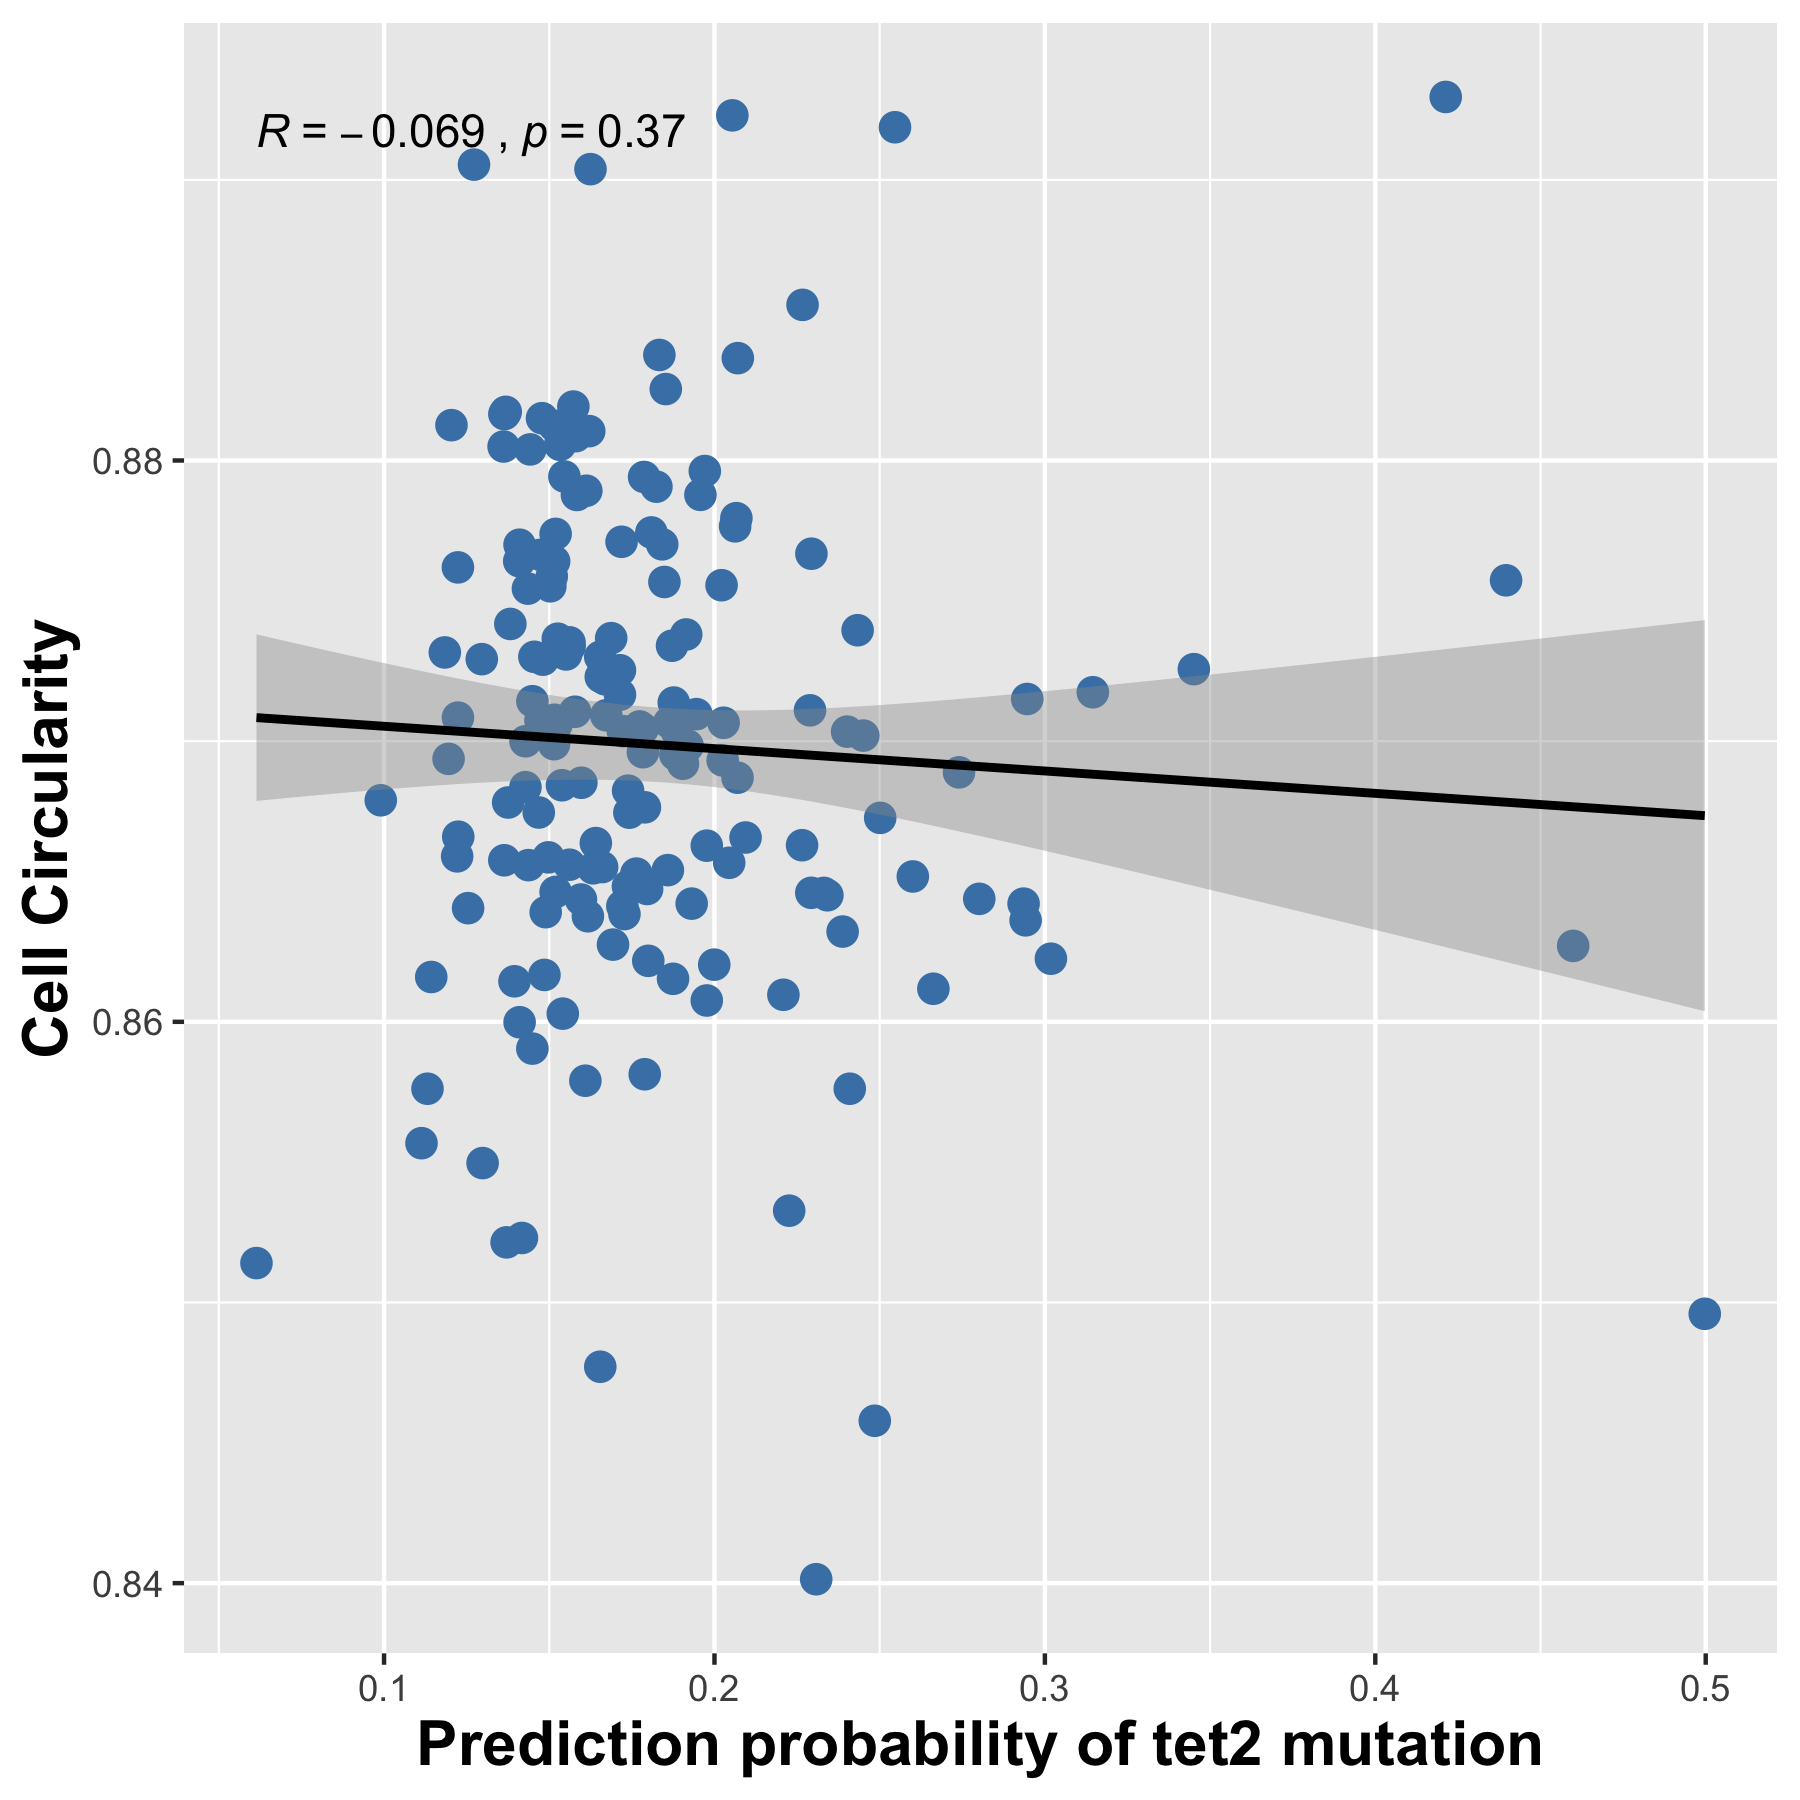 R = −0.069 , p = 0.37
Cell Circularity
0.88
0.86
0.84
0.1 0.2 0.3 0.4 0.5
Prediction probability of tet2 mutation